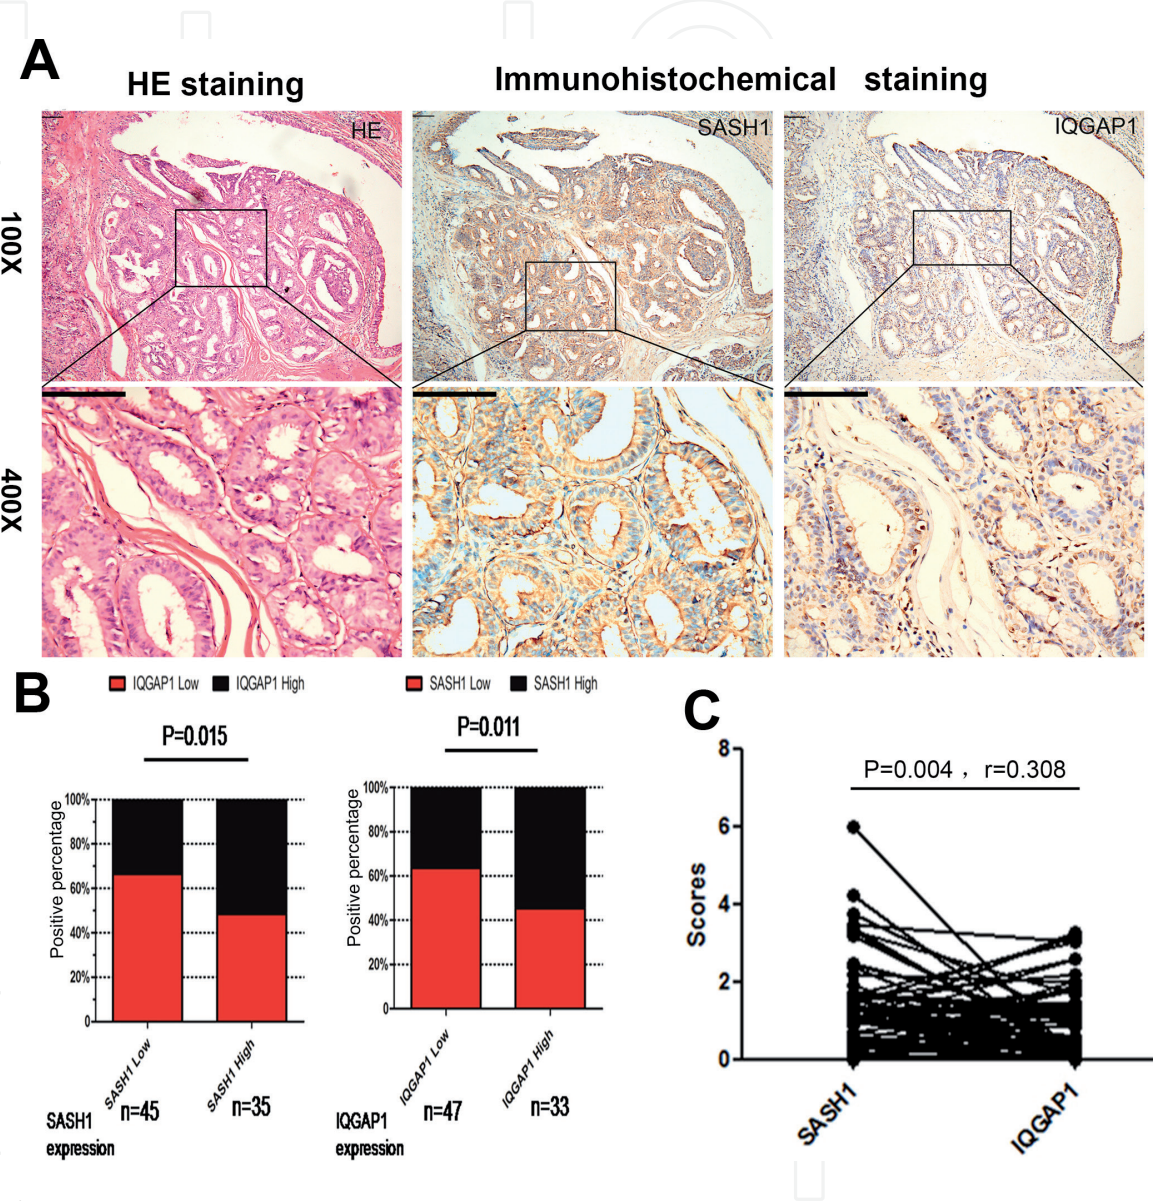 A
HE staining
Immunohistochemical staining
HE
SASH1
IQGAP1
100X
400X
B
IQGAP1 Low
IQGAP1 High
P=0.015
Positive percentage
100%
80%
60%
40%
20%
0
SASH1 Low
SASH1 High
SASH1
expression
n=45
n=35
SASH1 Low
SASH1 High
P=0.011
Positive percentage
100%
80%
60%
40%
20%
0
IQGAP1 Low
IQGAP1 High
IQGAP1
expression
n=47
n=33
C
P=0.004 ，r=0.308
Scores
8
6
4
2
0
SASH1
IQGAP1